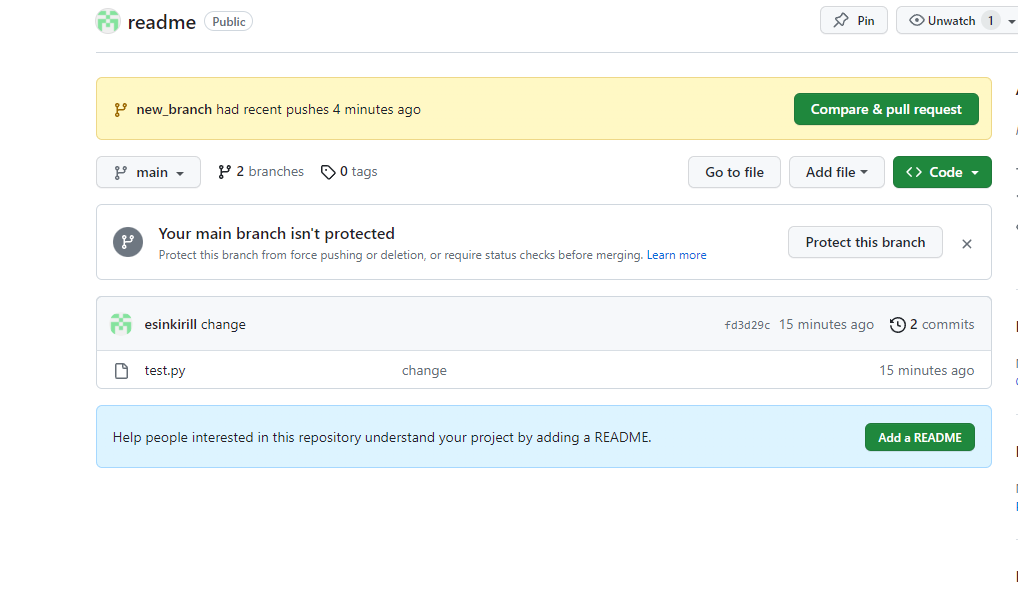 readme Public Pin Unwatch 1
new_branch had recent pushes 4 minutes ago Compare & pull request
main 2 branches 0 tags Go to file Add file Code
Your main branch isn't protected
Protect this branch from force pushing or deletion, or require status checks before merging. Learn more
Protect this branch
esinkirill change fd3d29c 15 minutes ago 2 commits
test.py change 15 minutes ago
Help people interested in this repository understand your project by adding a README. Add a README